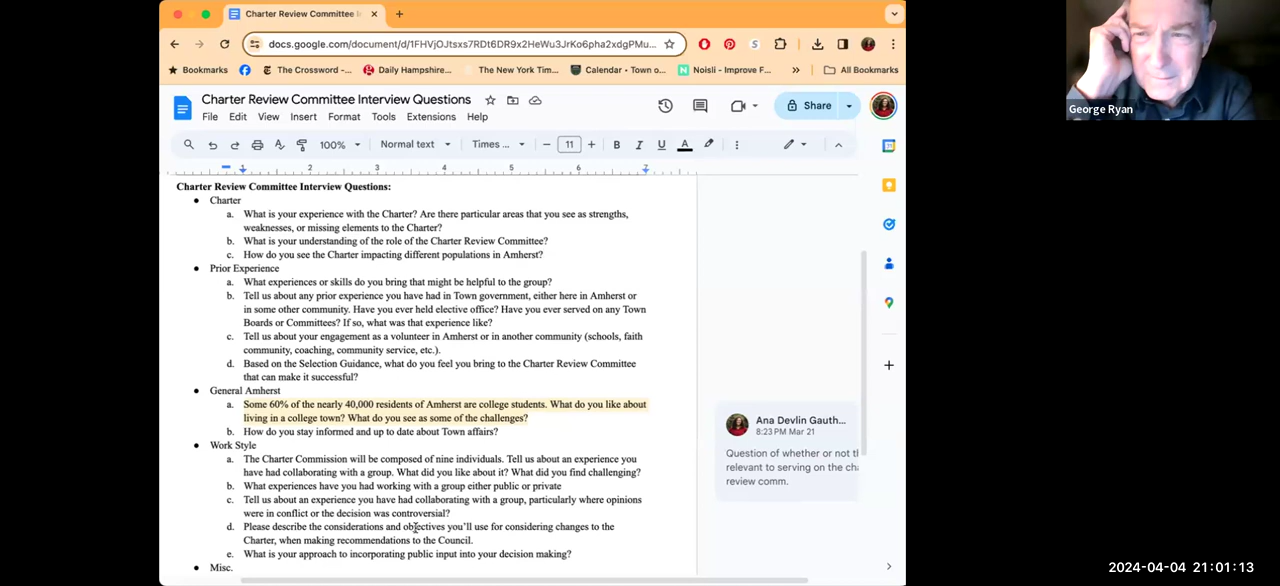 Charter Review Committee I
docs.google.com/document/d/1FHVjOJtsxs7RDt6DR9x2HeWu3JrKo6pha2xdgPMu...
Bookmarks
The Crossword -...
Daily Hampshire...
The New York Tim...
Calendar • Town o...
Noisli - Improve F...
All Bookmarks
Charter Review Committee Interview Questions
Share
File Edit View Insert Format Tools Extensions Help
100% Normal text Times ... 11 B I U A
1 2 3 4 5 6 7
Charter Review Committee Interview Questions:
Charter
a. What is your experience with the Charter? Are there particular areas that you see as strengths,
weaknesses, or missing elements to the Charter?
b. What is your understanding of the role of the Charter Review Committee?
c. How do you see the Charter impacting different populations in Amherst?
Prior Experience
a. What experiences or skills do you bring that might be helpful to the group?
b. Tell us about any prior experience you have had in Town government, either here in Amherst or
in some other community. Have you ever held elective office? Have you ever served on any Town
Boards or Committees? If so, what was that experience like?
c. Tell us about your engagement as a volunteer in Amherst or in another community (schools, faith
community, coaching, community service, etc.).
d. Based on the Selection Guidance, what do you feel you bring to the Charter Review Committee
that can make it successful?
General Amherst
a. Some 60% of the nearly 40,000 residents of Amherst are college students. What do you like about
living in a college town? What do you see as some of the challenges?
b. How do you stay informed and up to date about Town affairs?
Work Style
a. The Charter Commission will be composed of nine individuals. Tell us about an experience you
have had collaborating with a group. What did you like about it? What did you find challenging?
b. What experiences have you had working with a group either public or private
c. Tell us about an experience you have had collaborating with a group, particularly where opinions
were in conflict or the decision was controversial?
d. Please describe the considerations and objectives you'll use for considering changes to the
Charter, when making recommendations to the Council.
e. What is your approach to incorporating public input into your decision making?
Misc.
Ana Devlin Gauth...
8:23 PM Mar 21
Question of whether or not th
relevant to serving on the cha
review comm.
George Ryan
2024-04-04 21:01:13